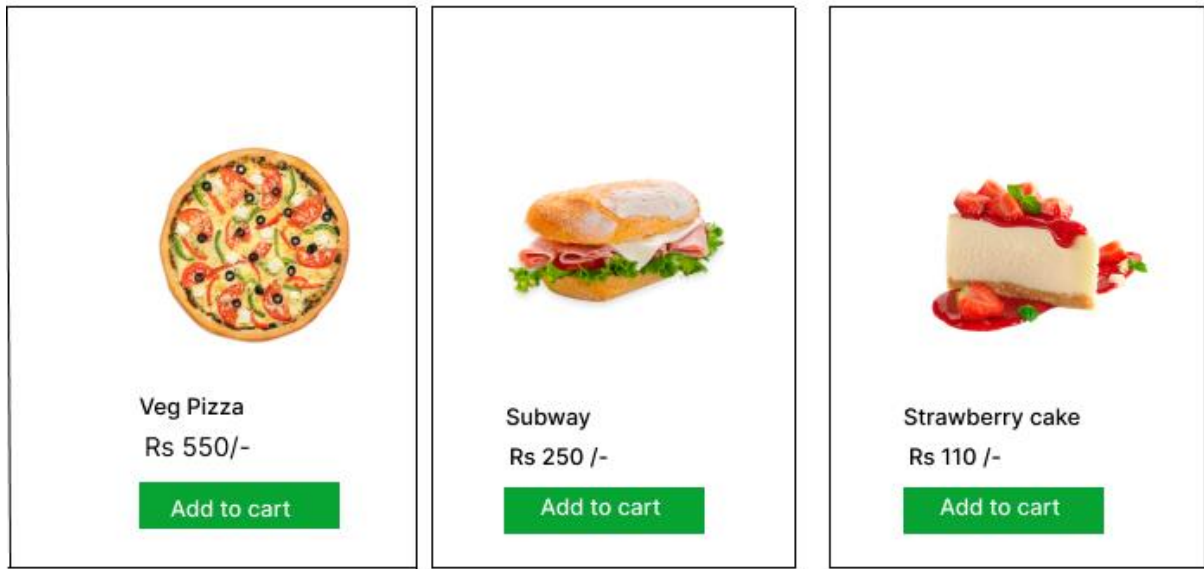 Veg Pizza
Rs 550/-
Add to cart
Subway
Rs 250 /-
Add to cart
Strawberry cake
Rs 110 /-
Add to cart